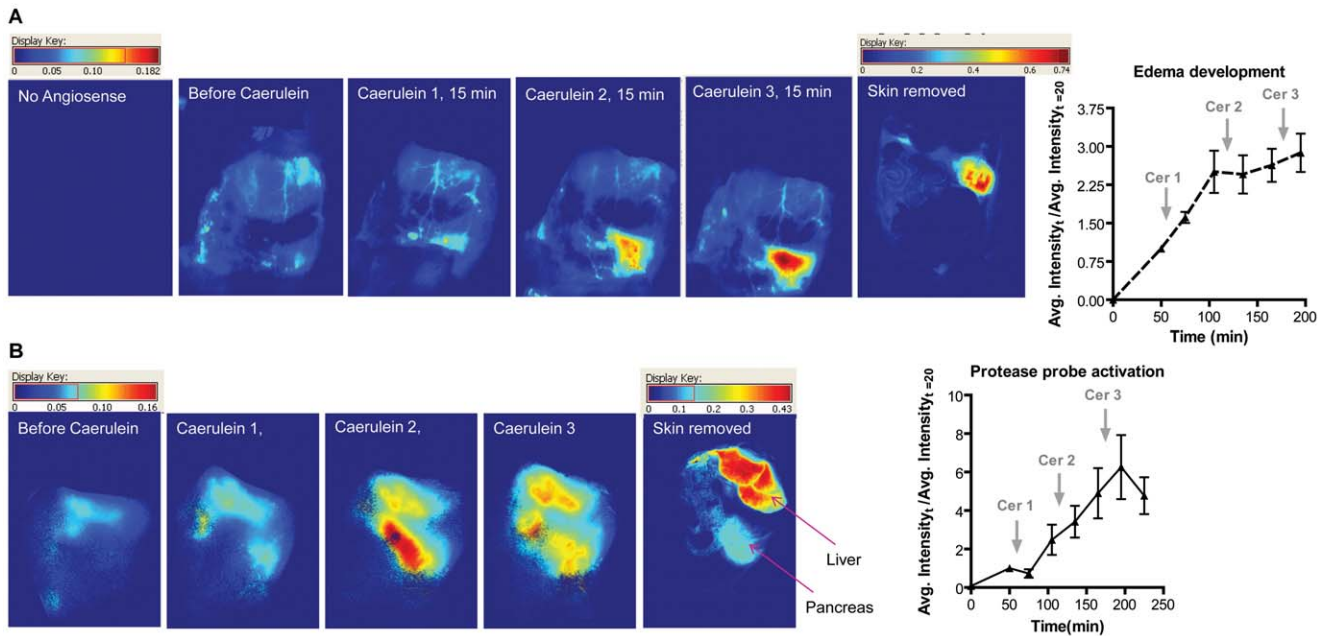 A
Display Key:
0 0.05 0.10 0.182
No Angiosense
Before Caerulein
Caerulein 1, 15 min
Caerulein 2, 15 min
Caerulein 3, 15 min
Display Key:
0 0.2 0.4 0.6 0.74
Skin removed
Edema development
Avg. Intensityt /Avg. Intensityt =20
3.75
3.00
2.25
1.50
0.75
0.00
Cer 1
Cer 2
Cer 3
0 50 100 150 200
Time (min)
B
Display Key:
0 0.05 0.10 0.16
Before Caerulein
Caerulein 1,
Caerulein 2,
Caerulein 3
Display Key:
0 0.1 0.2 0.3 0.43
Skin removed
Liver
Pancreas
Protease probe activation
Avg. Intensityt /Avg. Intensityt =20
10
8
6
4
2
0
Cer 1
Cer 2
Cer 3
0 50 100 150 200 250
Time(min)